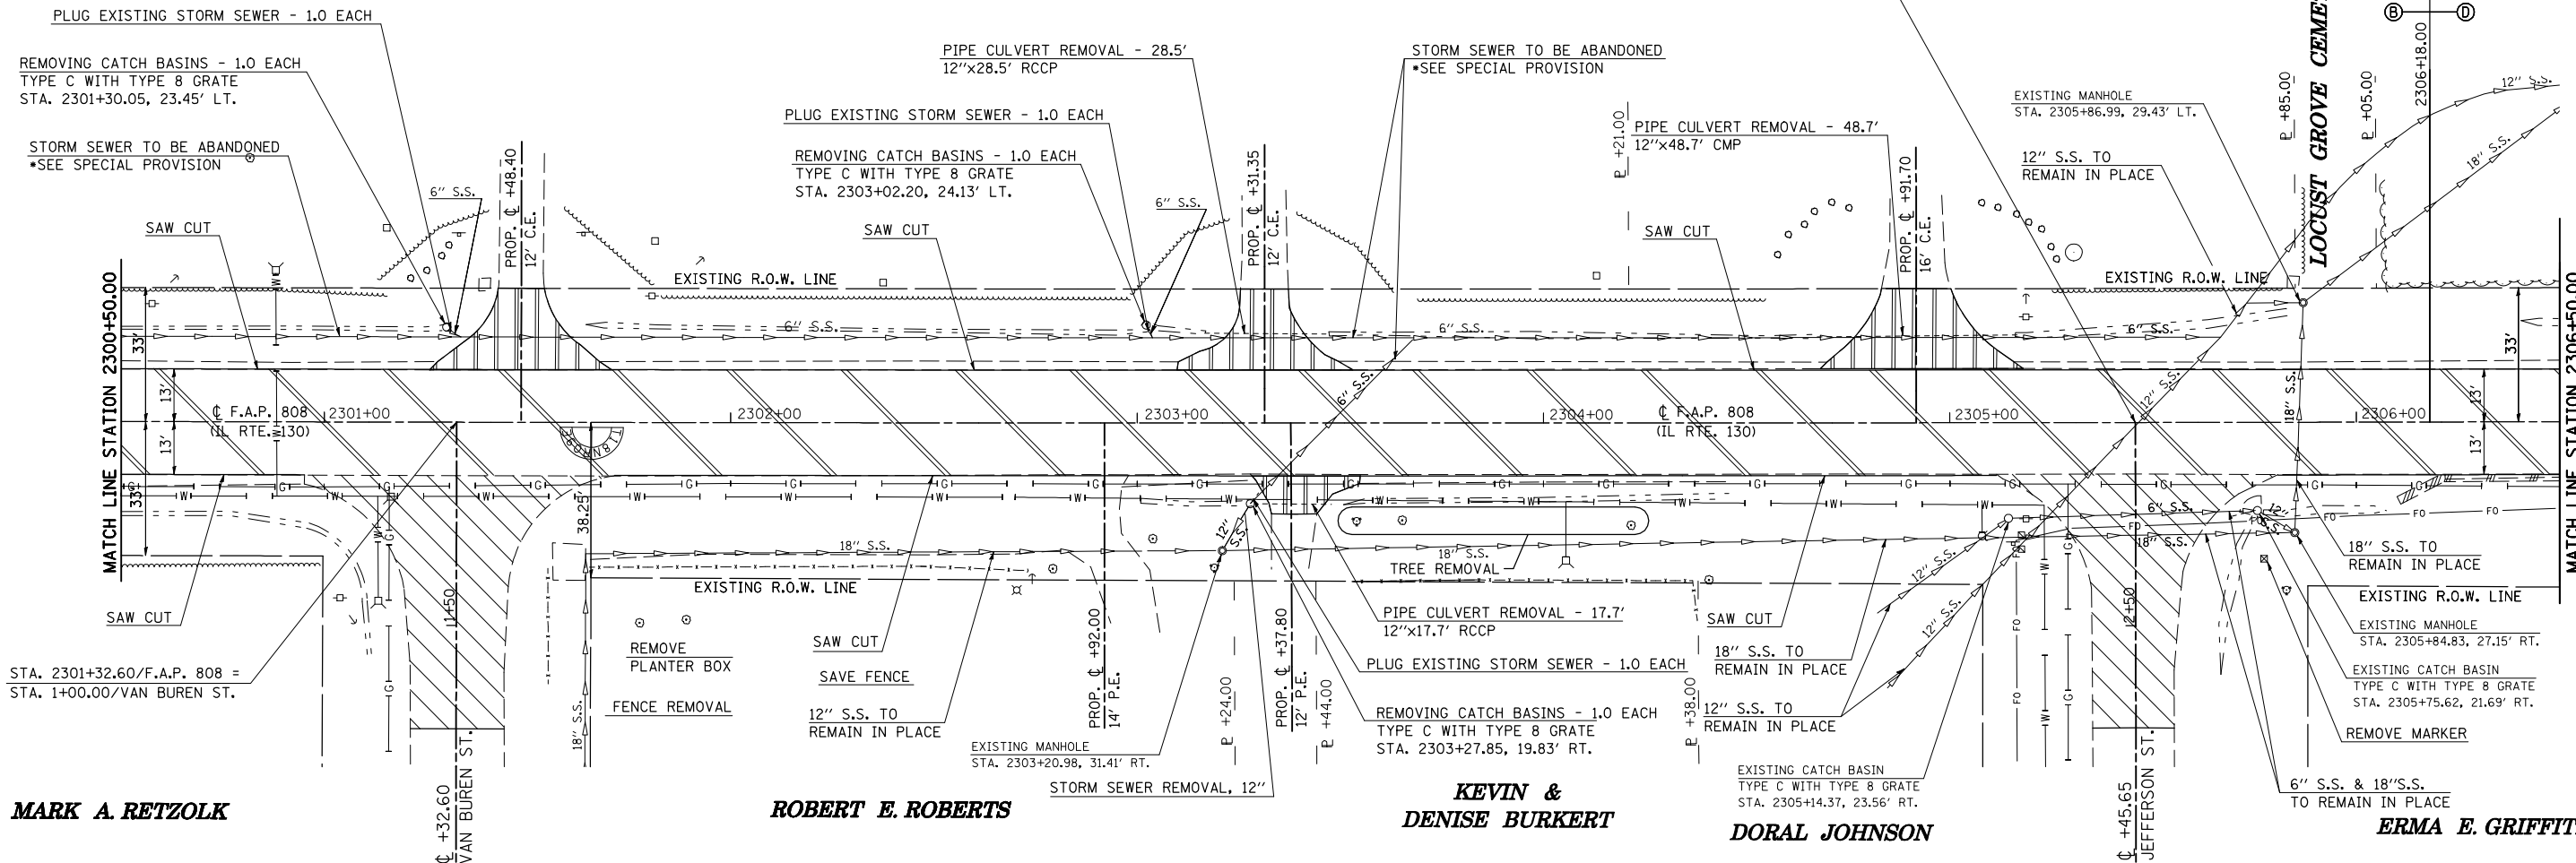 PLUG EXISTING STORM SEWER - 1.0 EACH
REMOVING CATCH BASINS - 1.0 EACH
TYPE C WITH TYPE 8 GRATE
STA. 2301+30.05, 23.45' LT.
STORM SEWER TO BE ABANDONED
*SEE SPECIAL PROVISION
SAW CUT
6" S.S.
PROP. ℄ +48.40
12' C.E.
PIPE CULVERT REMOVAL - 28.5'
12"x28.5' RCCP
PLUG EXISTING STORM SEWER - 1.0 EACH
REMOVING CATCH BASINS - 1.0 EACH
TYPE C WITH TYPE 8 GRATE
STA. 2303+02.20, 24.13' LT.
SAW CUT
6" S.S.
PROP. ℄ +31.35
12' C.E.
STORM SEWER TO BE ABANDONED
*SEE SPECIAL PROVISION
P +21.00
PIPE CULVERT REMOVAL - 48.7'
12"x48.7' CMP
SAW CUT
PROP. ℄ +91.70
16' C.E.
EXISTING MANHOLE
STA. 2305+86.99, 29.43' LT.
12" S.S. TO
REMAIN IN PLACE
P +85.00
LOCUST GROVE CEME
P +05.00
B
D
2306+18.00
12" S.S.
18" S.S.
EXISTING R.O.W. LINE
EXISTING R.O.W. LINE
MATCH LINE STATION 2300+50.00
33'
13'
13'
33'
6" S.S.
6" S.S.
6" S.S.
6" S.S.
12" S.S.
18" S.S.
33'
13'
13'
MATCH LINE STATION 2306+50.00
℄ F.A.P. 808
(IL RTE. 130)
2301+00
2302+00
2303+00
2304+00
℄ F.A.P. 808
(IL RTE. 130)
2305+00
2306+00
38.25'
G
W
FO
18" S.S.
12" S.S.
18" S.S.
6" S.S.
12" S.S.
18" S.S.
12" S.S.
12" S.S.
TREE REMOVAL
EXISTING R.O.W. LINE
18" S.S. TO
REMAIN IN PLACE
EXISTING R.O.W. LINE
SAW CUT
1+50
REMOVE
PLANTER BOX
FENCE REMOVAL
18" S.S.
SAW CUT
SAVE FENCE
12" S.S. TO
REMAIN IN PLACE
PROP. ℄ +92.00
14' P.E.
P +24.00
PROP. ℄ +37.80
12' P.E.
P +44.00
PIPE CULVERT REMOVAL - 17.7'
12"x17.7' RCCP
PLUG EXISTING STORM SEWER - 1.0 EACH
REMOVING CATCH BASINS - 1.0 EACH
TYPE C WITH TYPE 8 GRATE
STA. 2303+27.85, 19.83' RT.
P +38.00
SAW CUT
18" S.S. TO
REMAIN IN PLACE
12" S.S. TO
REMAIN IN PLACE
2+50
EXISTING MANHOLE
STA. 2305+84.83, 27.15' RT.
EXISTING CATCH BASIN
TYPE C WITH TYPE 8 GRATE
STA. 2305+75.62, 21.69' RT.
REMOVE MARKER
6" S.S. & 18"S.S.
TO REMAIN IN PLACE
STA. 2301+32.60/F.A.P. 808 =
STA. 1+00.00/VAN BUREN ST.
EXISTING MANHOLE
STA. 2303+20.98, 31.41' RT.
STORM SEWER REMOVAL, 12"
EXISTING CATCH BASIN
TYPE C WITH TYPE 8 GRATE
STA. 2305+14.37, 23.56' RT.
℄ +32.60
VAN BUREN ST.
℄ +45.65
JEFFERSON ST.
MARK A. RETZOLK
ROBERT E. ROBERTS
KEVIN &
DENISE BURKERT
DORAL JOHNSON
ERMA E. GRIFFIT